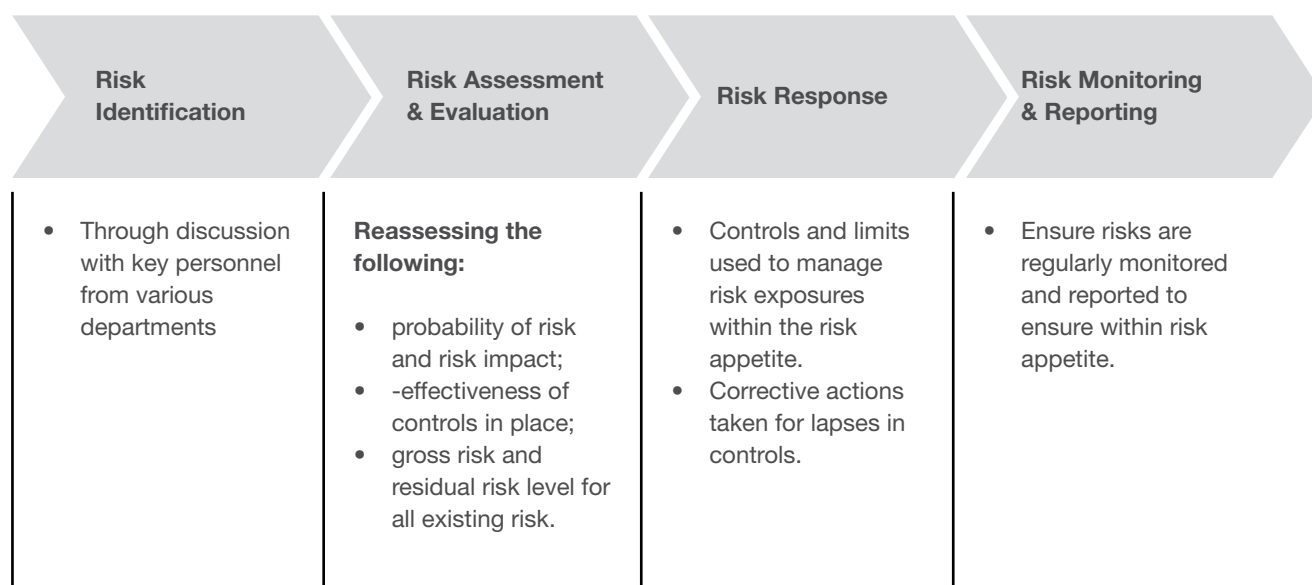 Risk
Identification
Risk Assessment
& Evaluation
Risk Response
Risk Monitoring
& Reporting
• Through discussion
with key personnel
from various
departments
Reassessing the
following:
• probability of risk
and risk impact;
• -effectiveness of
controls in place;
• gross risk and
residual risk level for
all existing risk.
• Controls and limits
used to manage
risk exposures
within the risk
appetite.
• Corrective actions
taken for lapses in
controls.
• Ensure risks are
regularly monitored
and reported to
ensure within risk
appetite.